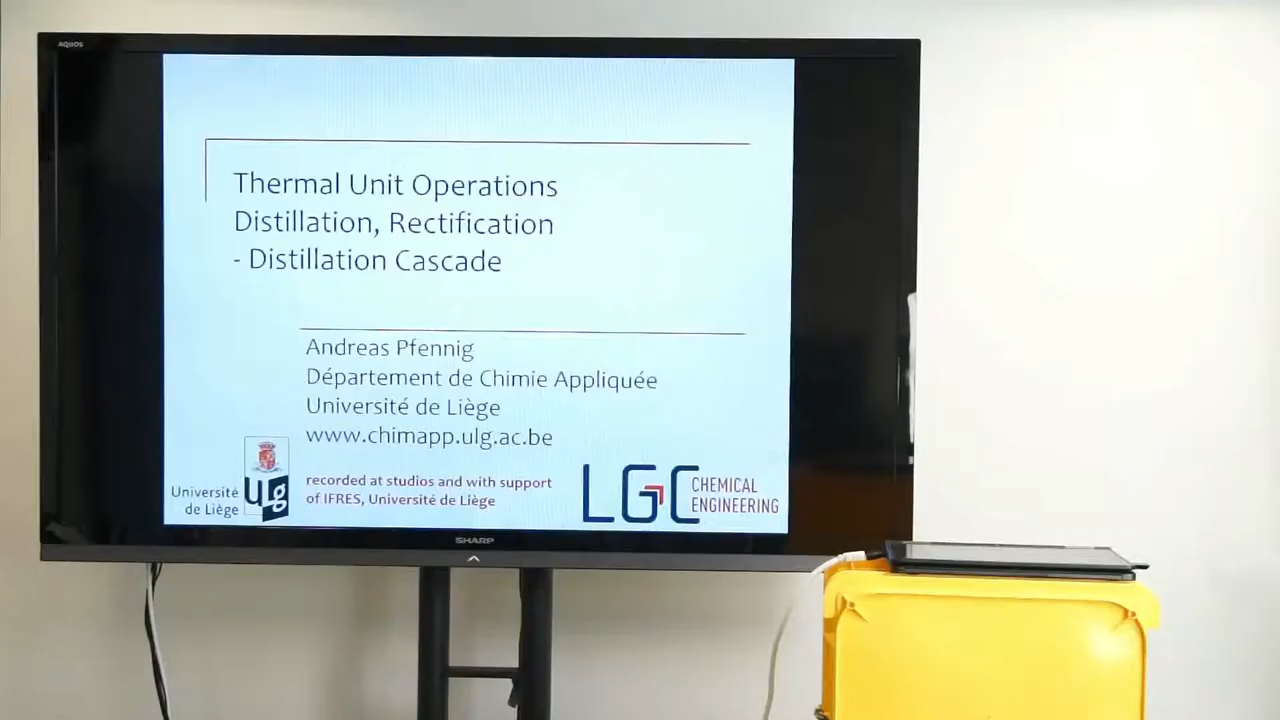 AQUOS
Thermal Unit Operations
Distillation, Rectification
- Distillation Cascade
Andreas Pfennig
Département de Chimie Appliquée
Université de Liège
www.chimapp.ulg.ac.be
Université
de Liège
ULg
recorded at studios and with support
of IFRES, Université de Liège
LGC
CHEMICAL
ENGINEERING
SHARP